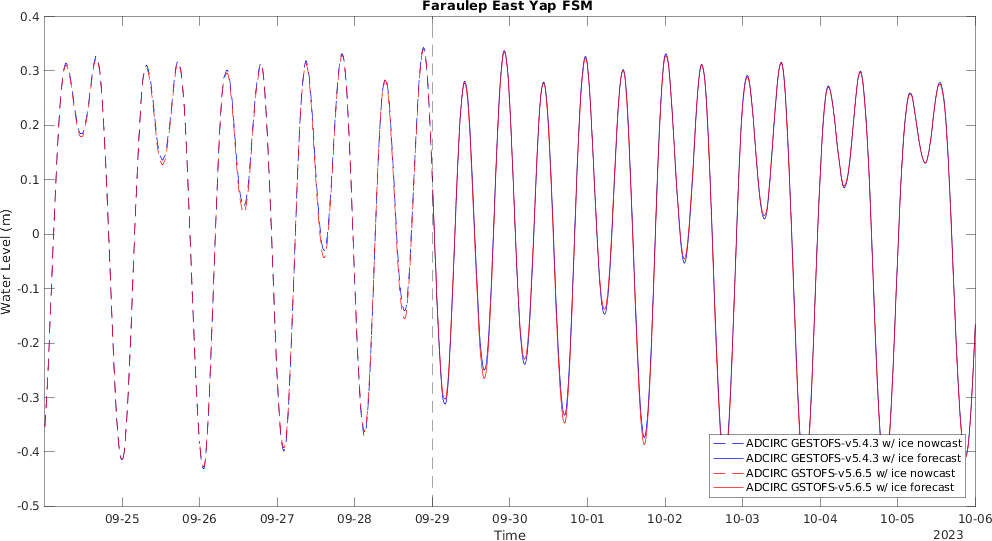 Faraulep East Yap FSM
0.4
0.3
0.2
0.1
0
-0.1
-0.2
-0.3
-0.4
-0.5
Water Level (m)
ADCIRC GESTOFS-v5.4.3 w/ ice nowcast
ADCIRC GESTOFS-v5.4.3 w/ ice forecast
ADCIRC GSTOFS-v5.6.5 w/ ice nowcast
ADCIRC GSTOFS-v5.6.5 w/ ice forecast
09-25 09-26 09-27 09-28 09-29 09-30 10-01 10-02 10-03 10-04 10-05 10-06
Time
2023